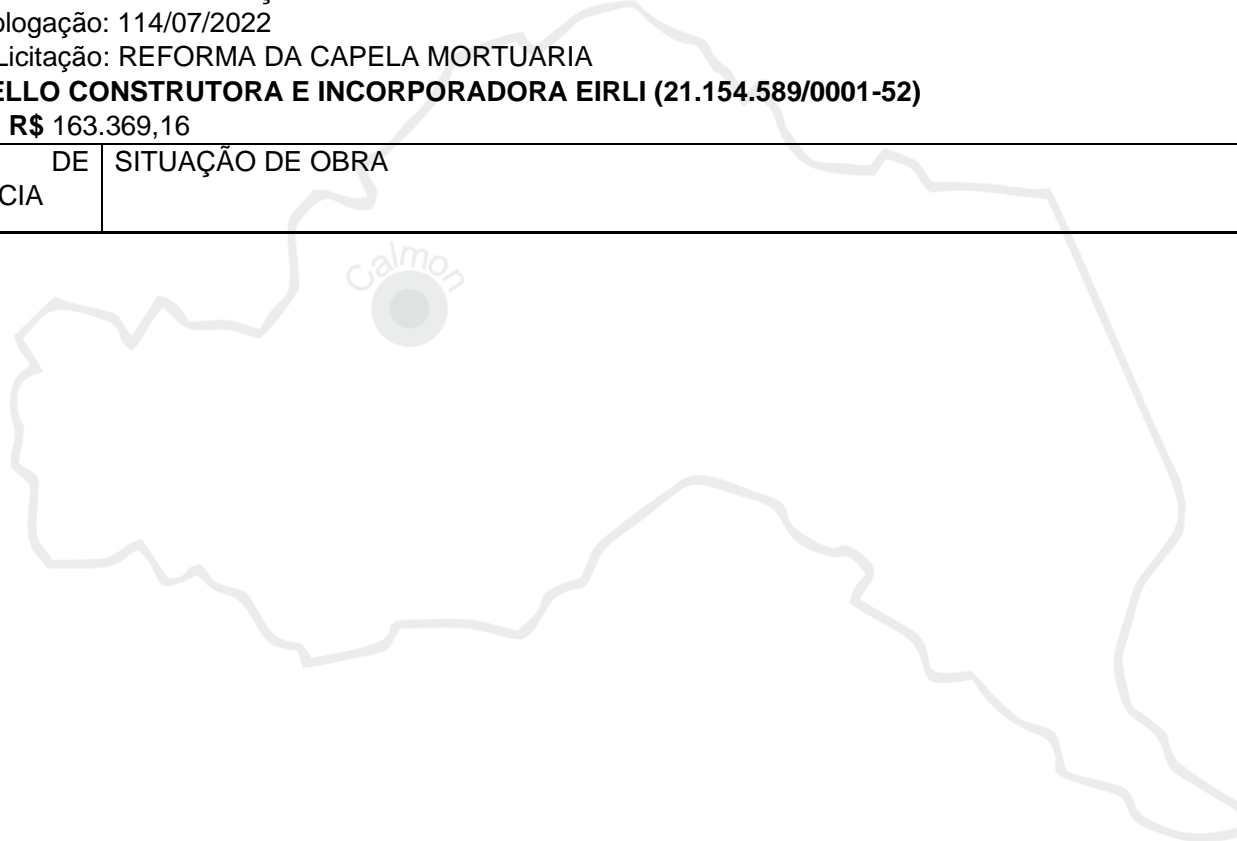 ologação: 114/07/2022
Licitação: REFORMA DA CAPELA MORTUARIA
ELLO CONSTRUTORA E INCORPORADORA EIRLI (21.154.589/0001-52)
R$ 163.369,16
DE SITUAÇÃO DE OBRA
CIA
Calmon